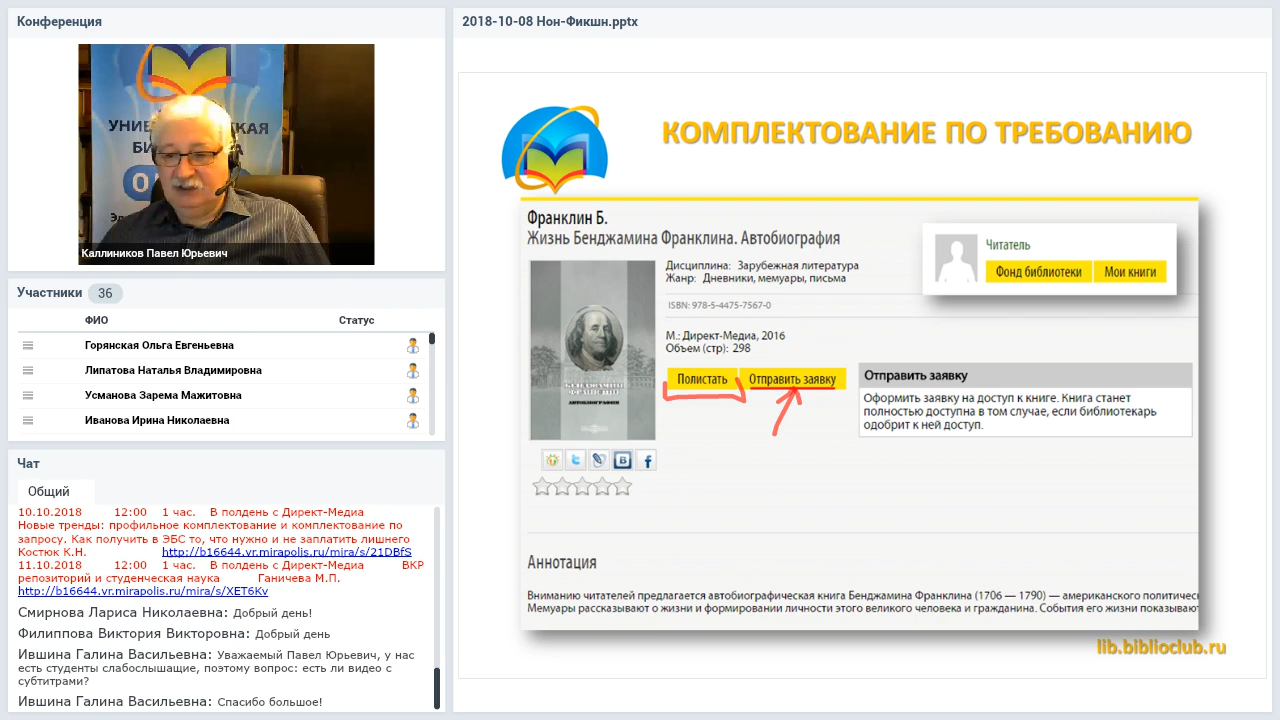 Конференция
УНИВ
СКАЯ
БИ
Каллиников Павел Юрьевич
Участники 36
ФИО Статус
Горянская Ольга Евгеньевна
Липатова Наталья Владимировна
Усманова Зарема Мажитовна
Иванова Ирина Николаевна
Чат
Общий
10.10.2018 12:00 1 час. В полдень с Директ-Медиа
Новые тренды: профильное комплектование и комплектование по
запросу. Как получить в ЭБС то, что нужно и не заплатить лишнего
Костюк К.Н. http://b16644.vr.mirapolis.ru/mira/s/21DBfS
11.10.2018 12:00 1 час. В полдень с Директ-Медиа ВКР
репозиторий и студенческая наука Ганичева М.П.
http://b16644.vr.mirapolis.ru/mira/s/XET6Kv
Смирнова Лариса Николаевна: Добрый день!
Филиппова Виктория Викторовна: Добрый день
Ившина Галина Васильевна: Уважаемый Павел Юрьевич, у нас
есть студенты слабослышащие, поэтому вопрос: есть ли видео с
субтитрами?
Ившина Галина Васильевна: Спасибо большое!
2018-10-08 Нон-Фикшн.pptx
КОМПЛЕКТОВАНИЕ ПО ТРЕБОВАНИЮ
Франклин Б.
Жизнь Бенджамина Франклина. Автобиография
Читатель
Фонд библиотеки Мои книги
Дисциплина: Зарубежная литература
Жанр: Дневники, мемуары, письма
ISBN: 978-5-4475-7567-0
М.: Директ-Медиа, 2016
Объем (стр): 298
Полистать Отправить заявку
Отправить заявку
Оформить заявку на доступ к книге. Книга станет
полностью доступна в том случае, если библиотекарь
одобрит к ней доступ.
БЕНДЖАМИН
ФРАНКЛИН
АВТОБИОГРАФИЯ
Аннотация
Вниманию читателей предлагается автобиографическая книга Бенджамина Франклина (1706 — 1790) — американского политичес
Мемуары рассказывают о жизни и формировании личности этого великого человека и гражданина. События его жизни показываю
lib.biblioclub.ru